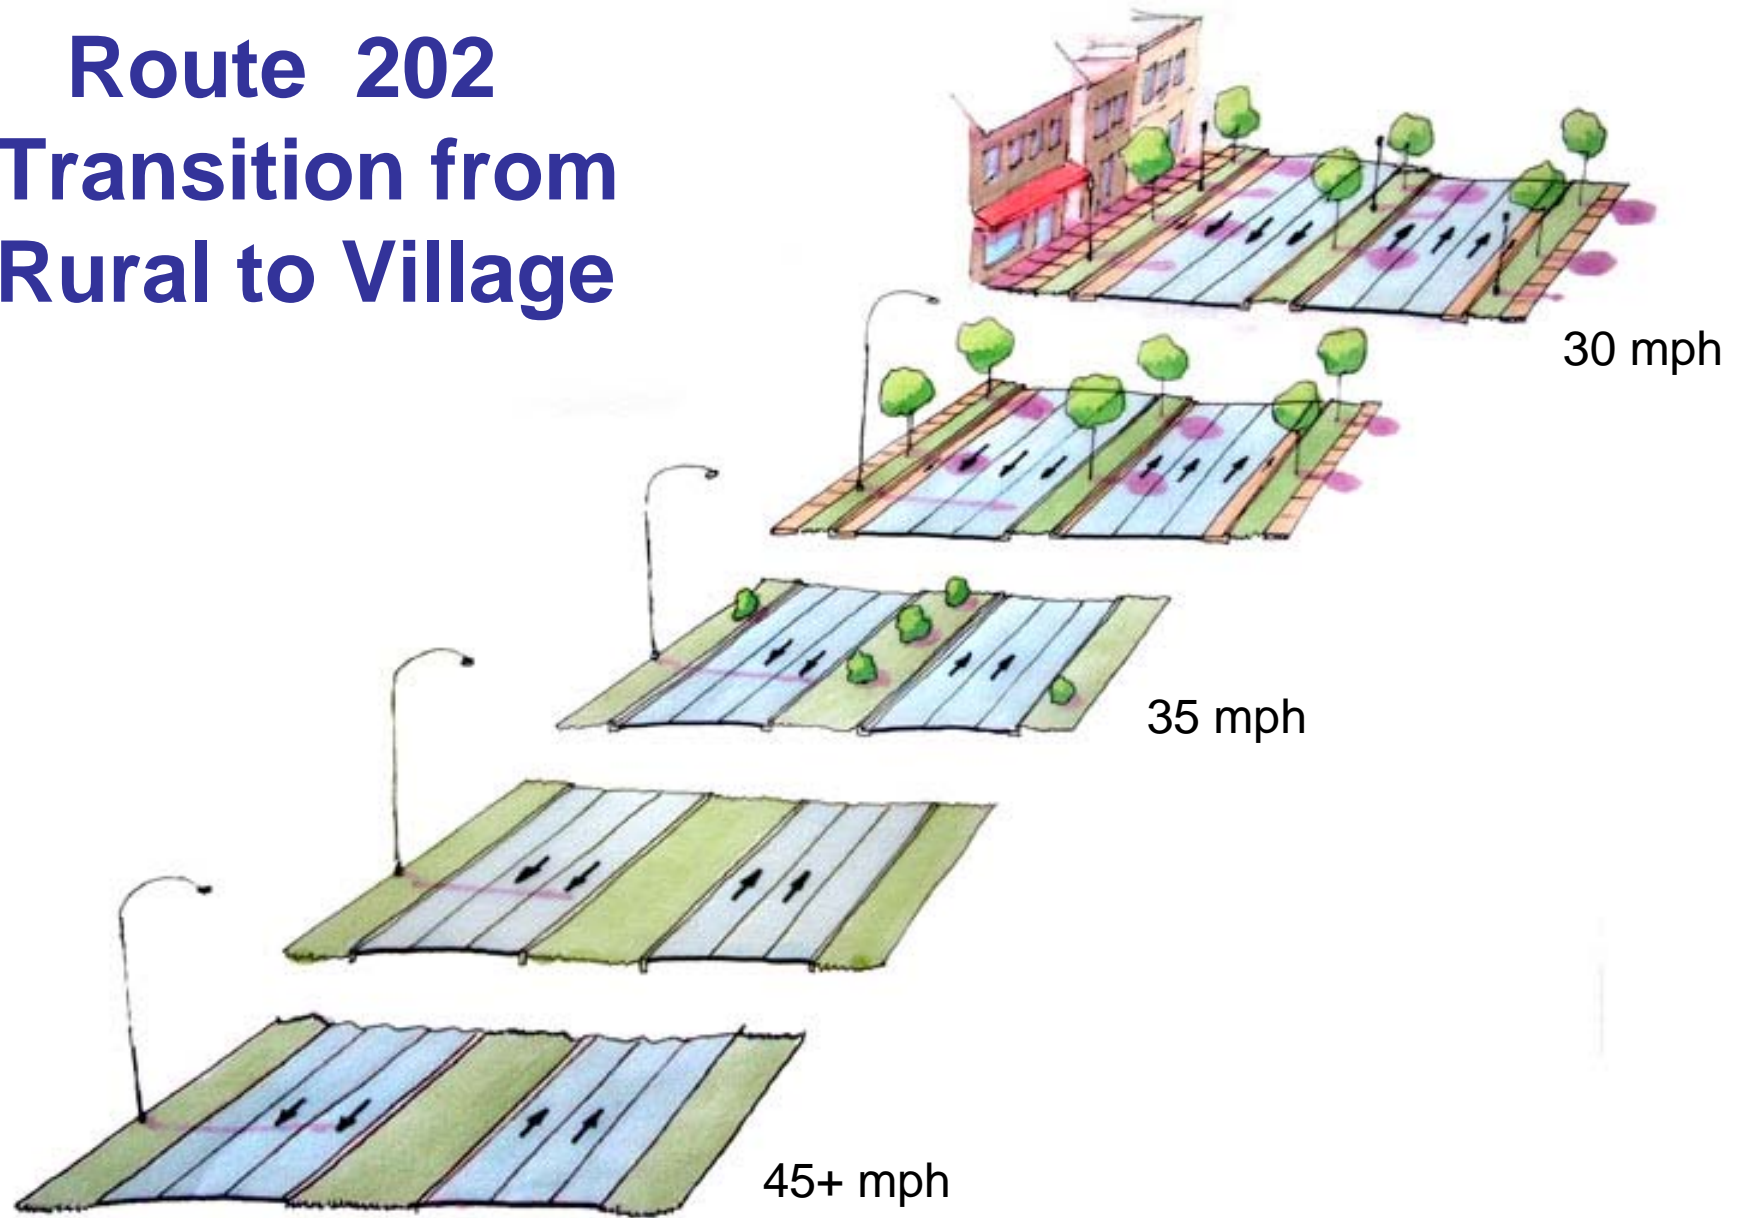 Route 202
Transition from
Rural to Village
30 mph
35 mph
45+ mph